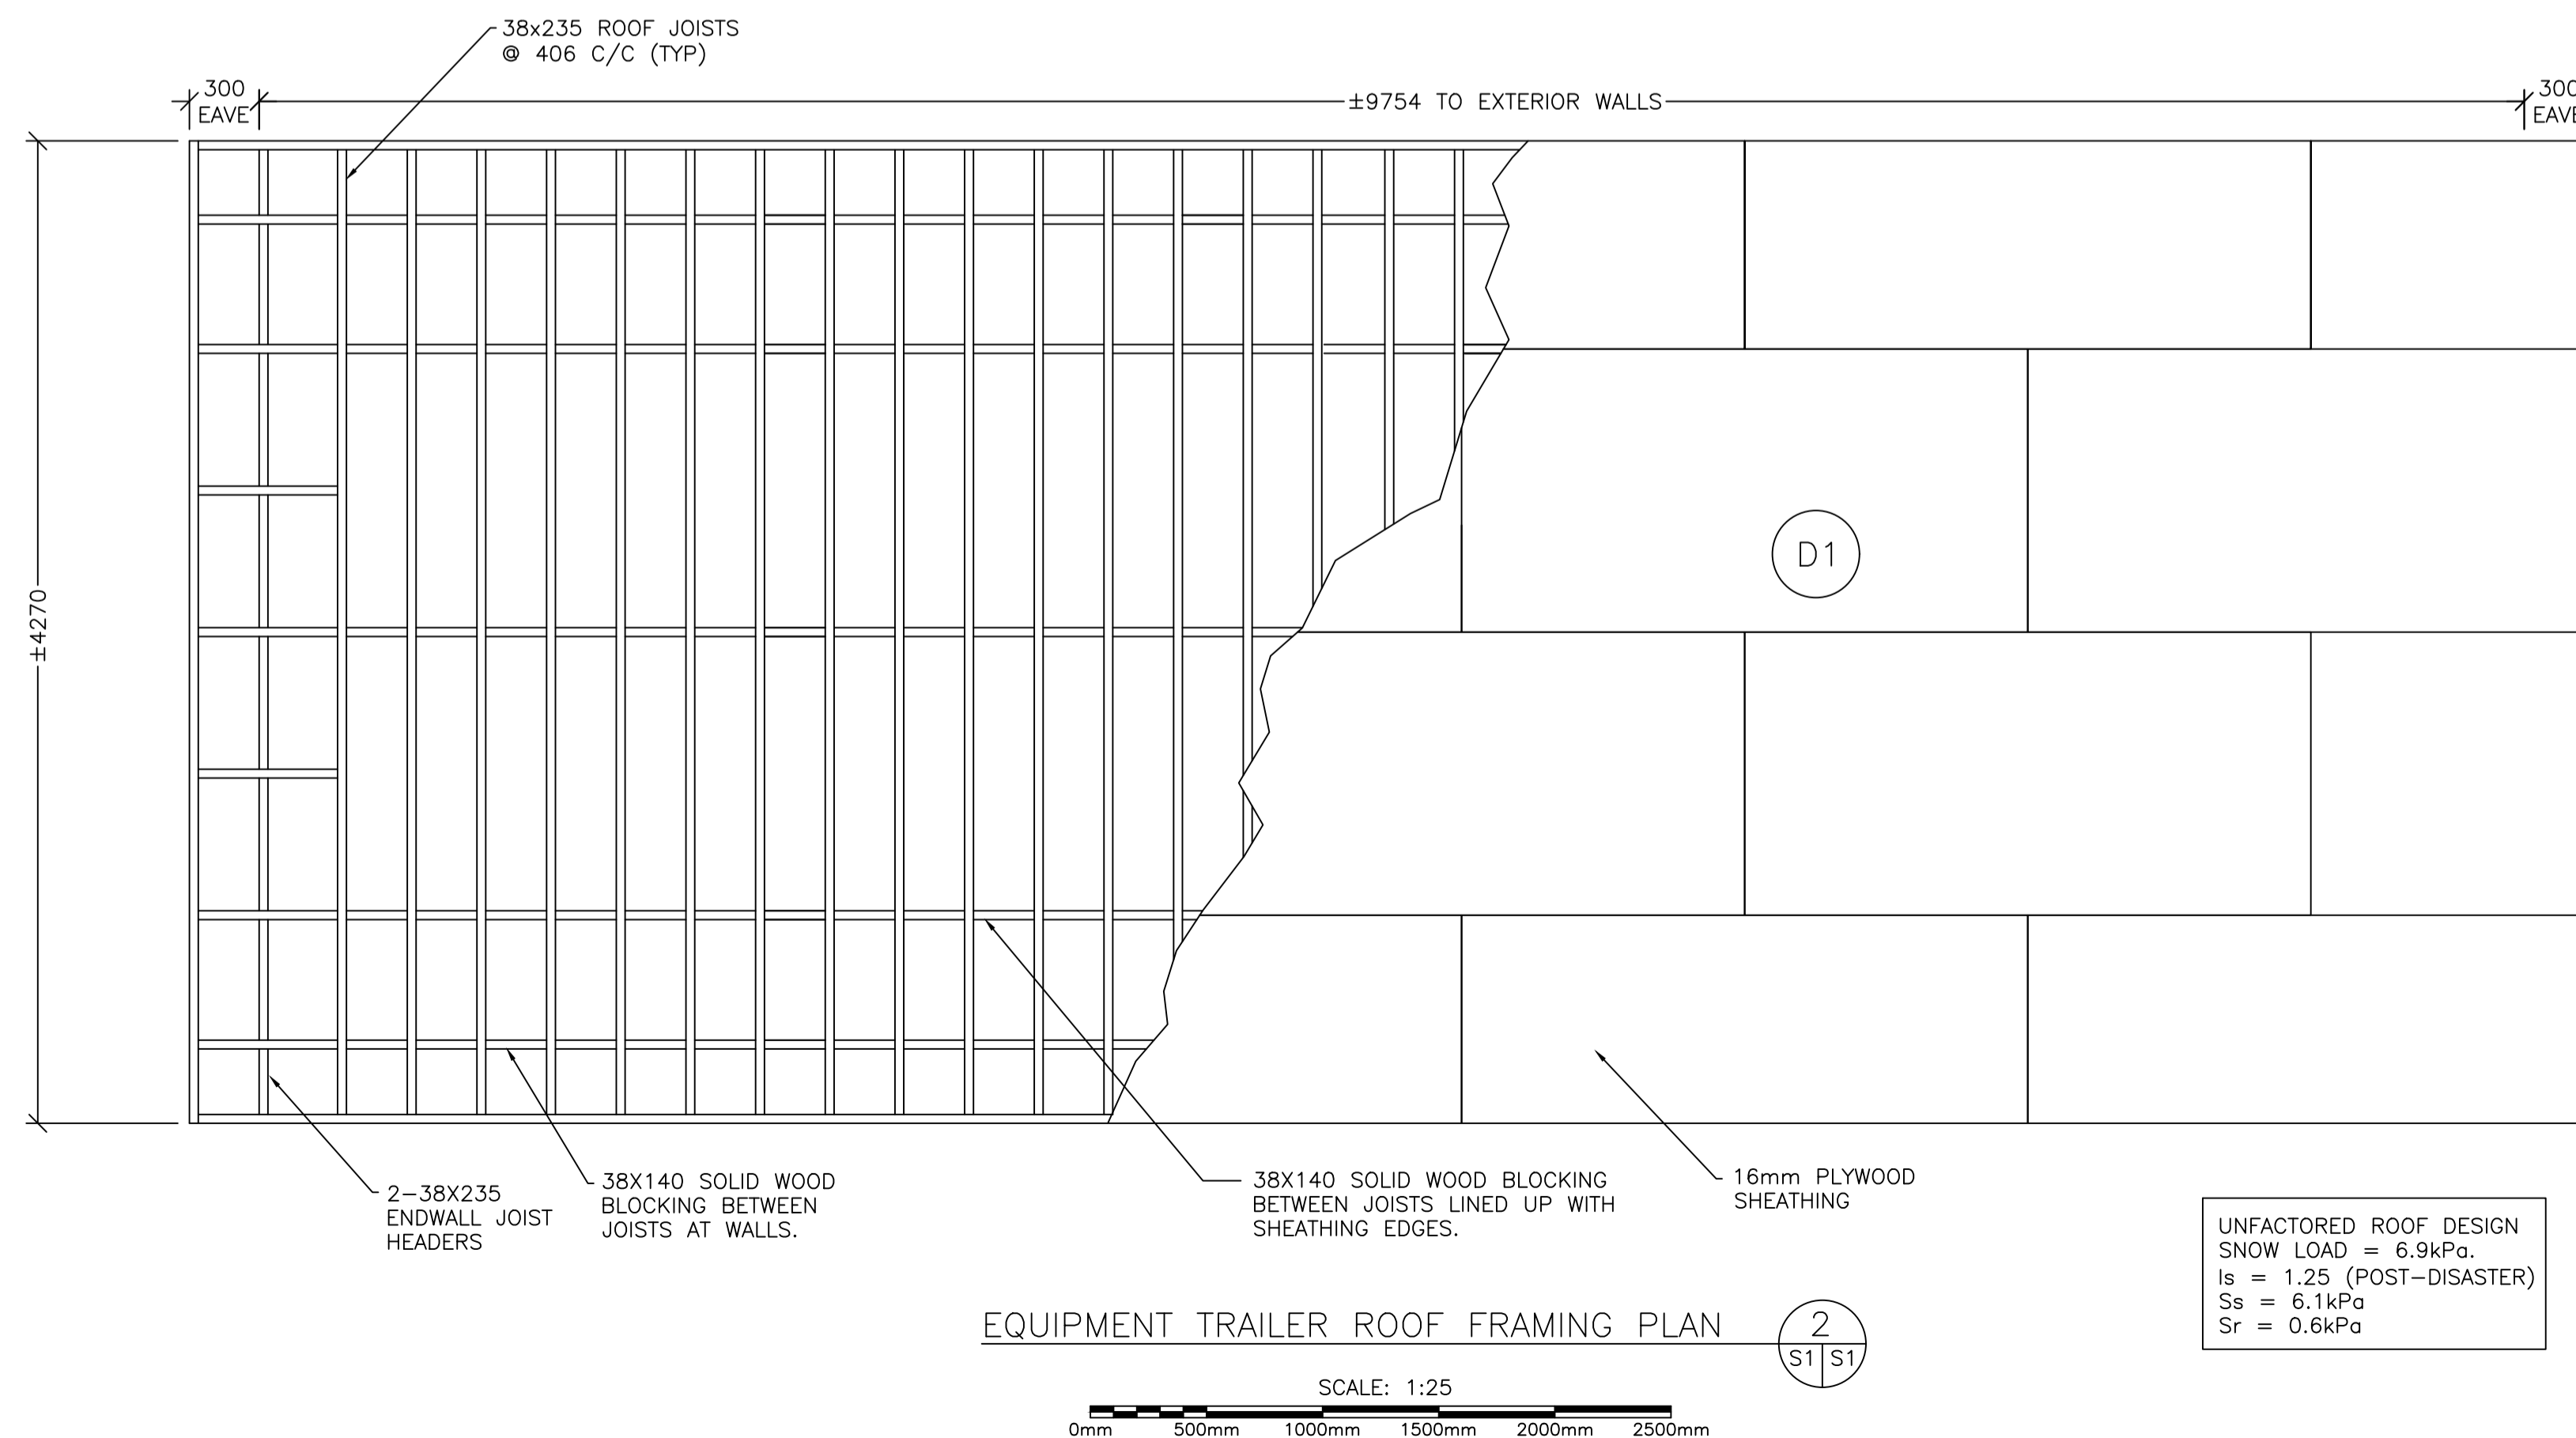 38x235 ROOF JOISTS
@ 406 C/C (TYP)
300
EAVE
±9754 TO EXTERIOR WALLS
300
EAVE
±4270
D1
2-38X235
ENDWALL JOIST
HEADERS
38X140 SOLID WOOD
BLOCKING BETWEEN
JOISTS AT WALLS.
38X140 SOLID WOOD BLOCKING
BETWEEN JOISTS LINED UP WITH
SHEATHING EDGES.
16mm PLYWOOD
SHEATHING
UNFACTORED ROOF DESIGN
SNOW LOAD = 6.9kPa.
Is = 1.25 (POST-DISASTER)
Ss = 6.1kPa
Sr = 0.6kPa
EQUIPMENT TRAILER ROOF FRAMING PLAN
2
S1 S1
SCALE: 1:25
0mm 500mm 1000mm 1500mm 2000mm 2500mm